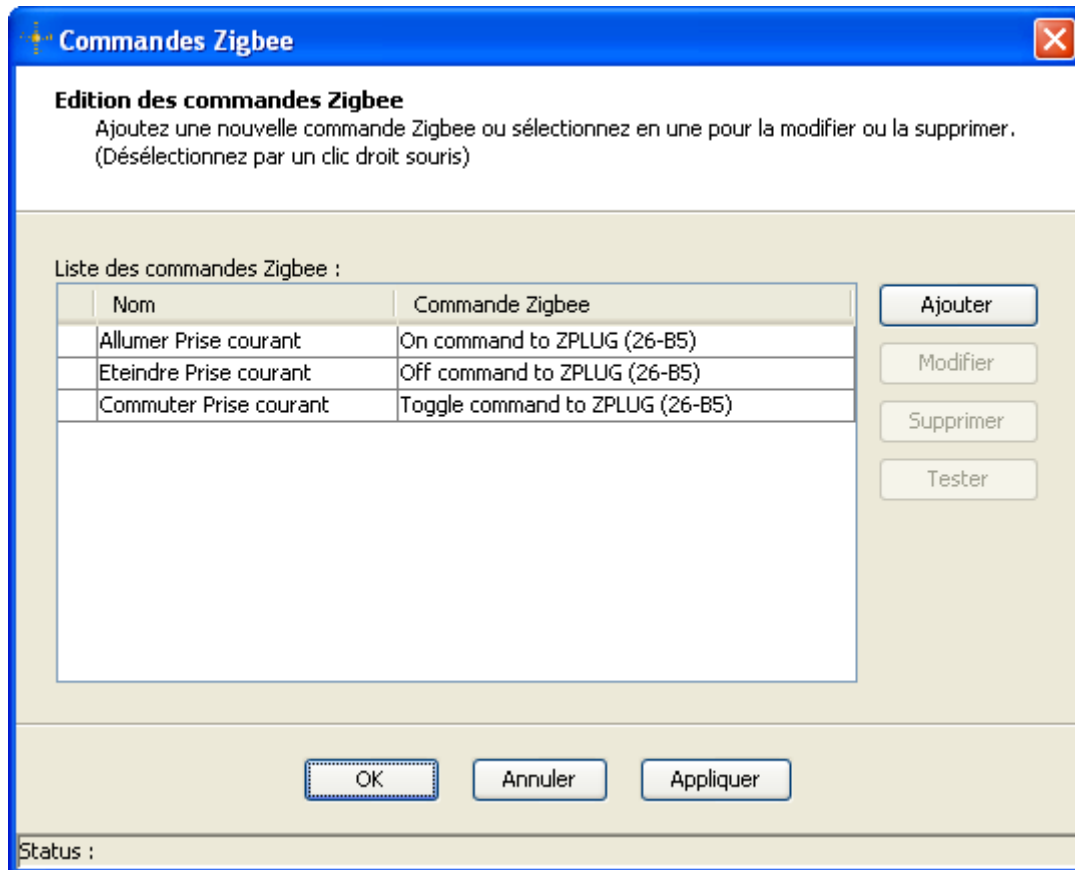 Commandes Zigbee
Edition des commandes Zigbee
Ajoutez une nouvelle commande Zigbee ou sélectionnez en une pour la modifier ou la supprimer.
(Désélectionnez par un clic droit souris)
Liste des commandes Zigbee :
Nom Commande Zigbee
Allumer Prise courant On command to ZPLUG (26-B5)
Eteindre Prise courant Off command to ZPLUG (26-B5)
Commuter Prise courant Toggle command to ZPLUG (26-B5)
Ajouter
Modifier
Supprimer
Tester
OK Annuler Appliquer
Status :